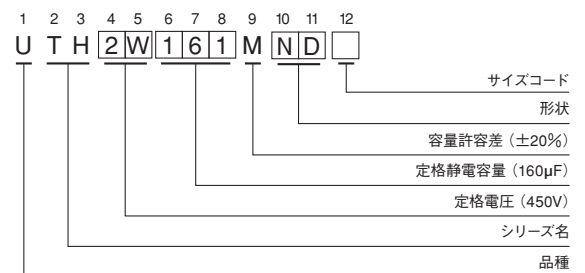 1 2 3 4 5 6 7 8 9 10 11 12
U T H 2 W 1 6 1 M N D
サイズコード
形状
容量許容差（±20％）
定格静電容量（160µF）
定格電圧（450V）
シリーズ名
品種